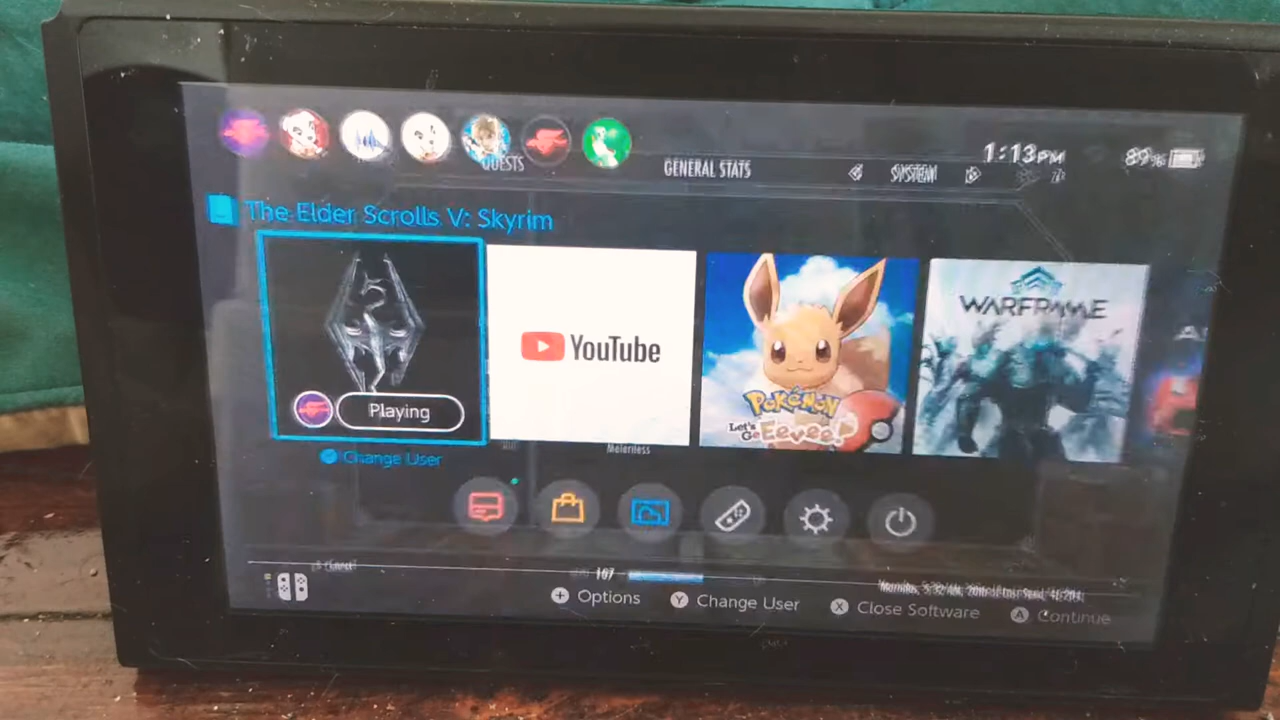 QUESTS
GENERAL STATS
SYSTEM
1:13PM
89%
The Elder Scrolls V: Skyrim
Playing
YouTube
Pokémon
Let's Go Eevee!
WARFRAME
Change User
167
Options
Change User
Close Software
Continue